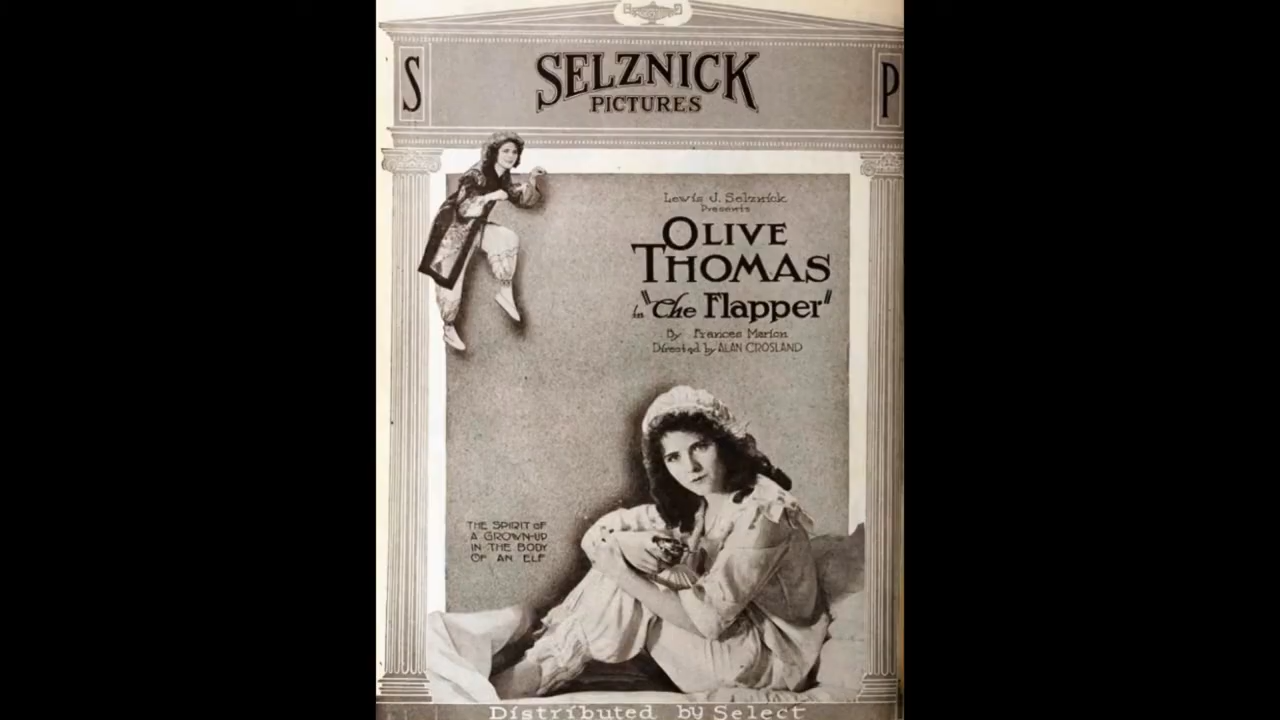 S
SELZNICK
PICTURES
P
Lewis J. Selznick
Presents
OLIVE
THOMAS
in "The Flapper"
By Frances Marion
Directed by ALAN CROSLAND
THE SPIRIT OF
A GROWN-UP
IN THE BODY
OF AN ELF
Distributed by Select